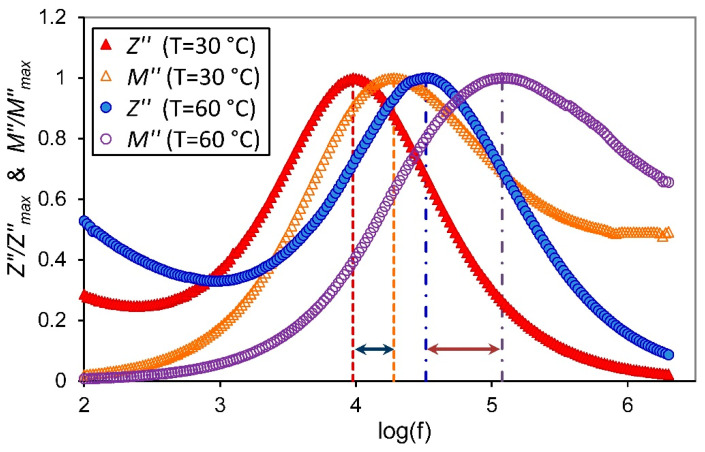 1.2
1
0.8
0.6
0.4
0.2
0
Z''/Z''max & M''/M''max
Z'' (T=30 °C)
M'' (T=30 °C)
Z'' (T=60 °C)
M'' (T=60 °C)
2 3 4 5 6
log(f)